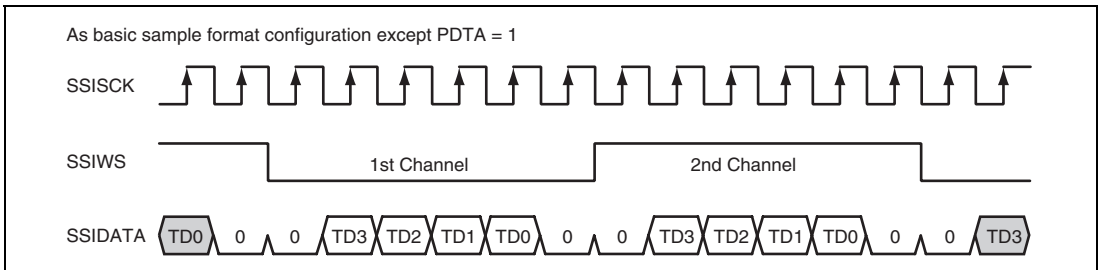 As basic sample format configuration except PDTA = 1
SSISCK
SSIWS 1st Channel 2nd Channel
SSIDATA TD0 0 0 TD3 TD2 TD1 TD0 0 0 TD3 TD2 TD1 TD0 0 0 TD3